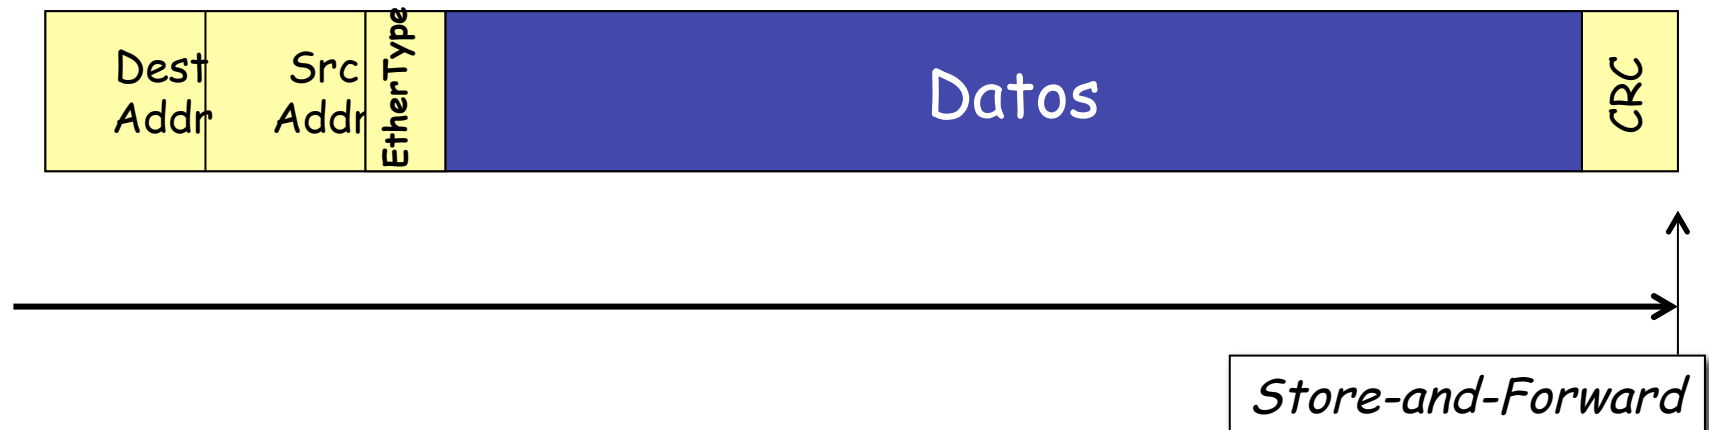 Dest
Addr
Src
Addr
EtherType
Datos
CRC
Store-and-Forward